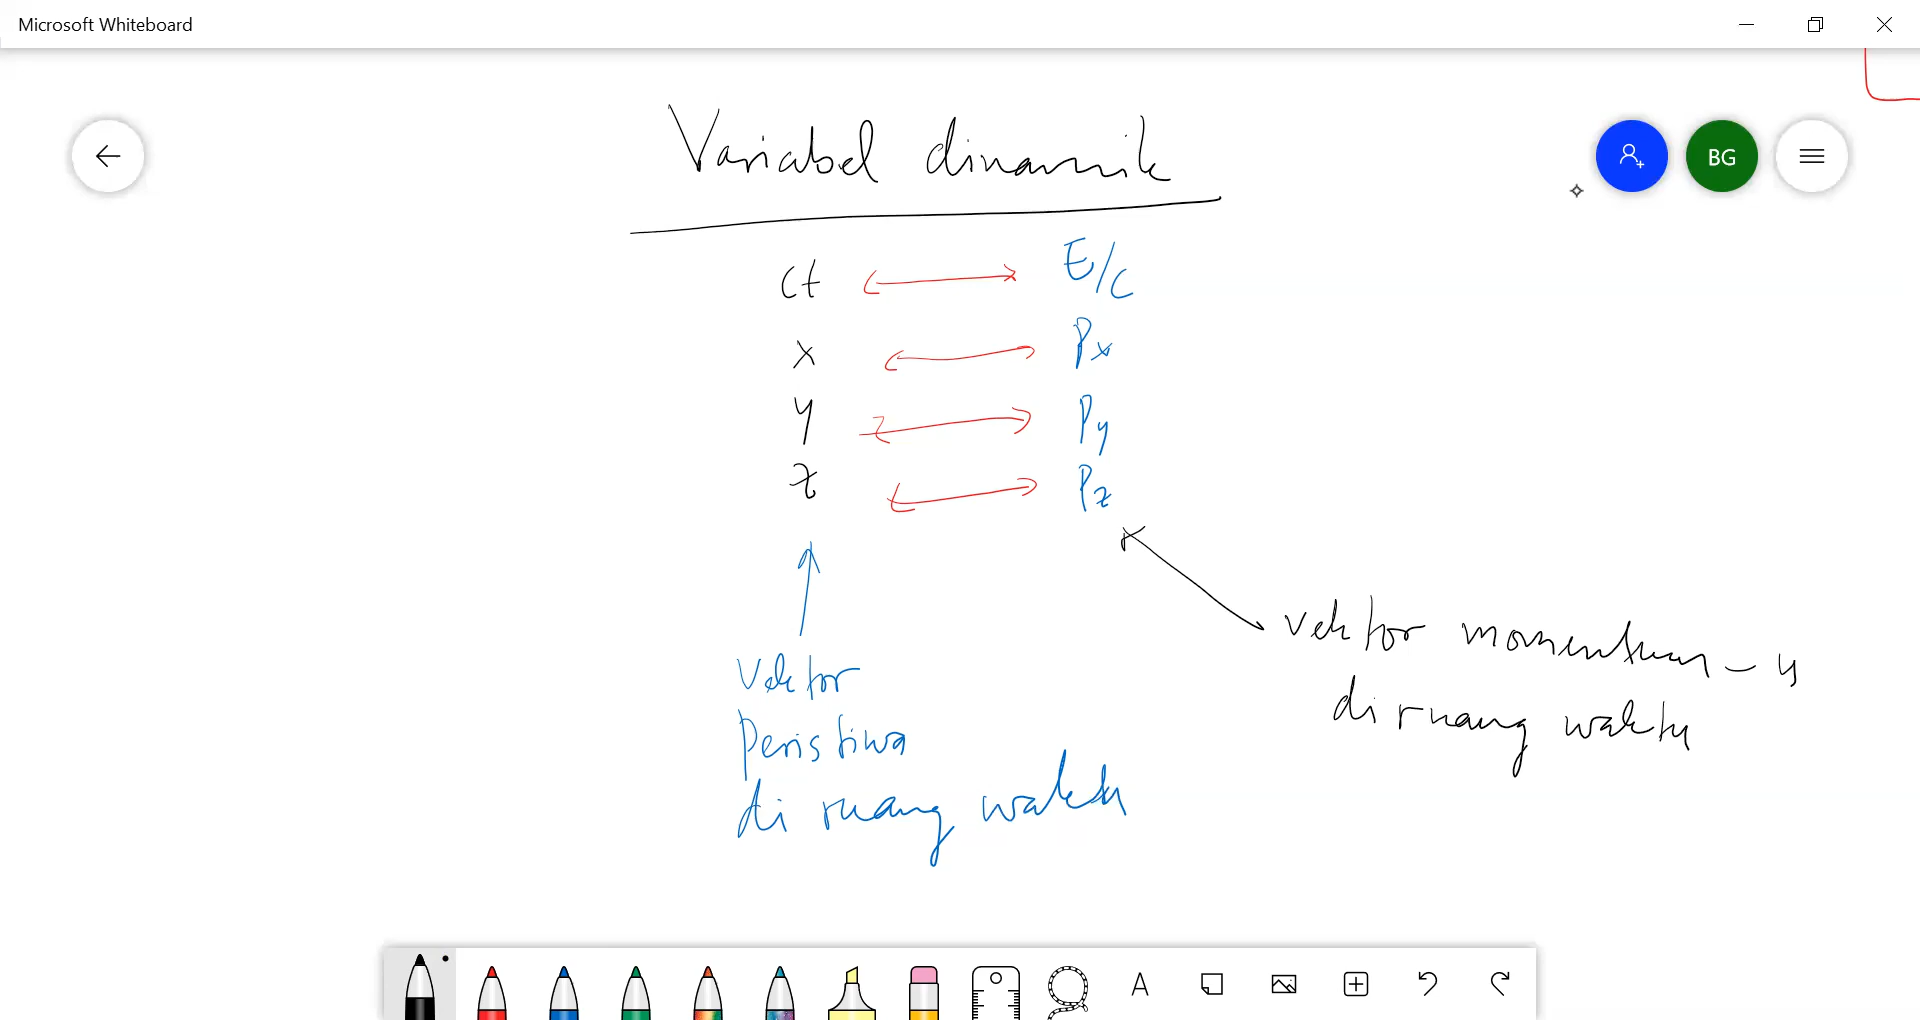 Microsoft Whiteboard
Variabel dinamik
BG
ct ↔ E/c
x ↔ Px
y ↔ Py
z ↔ Pz
vektor momentum - 4
di ruang waktu
Vektor
Peristiwa
di ruang waktu
A